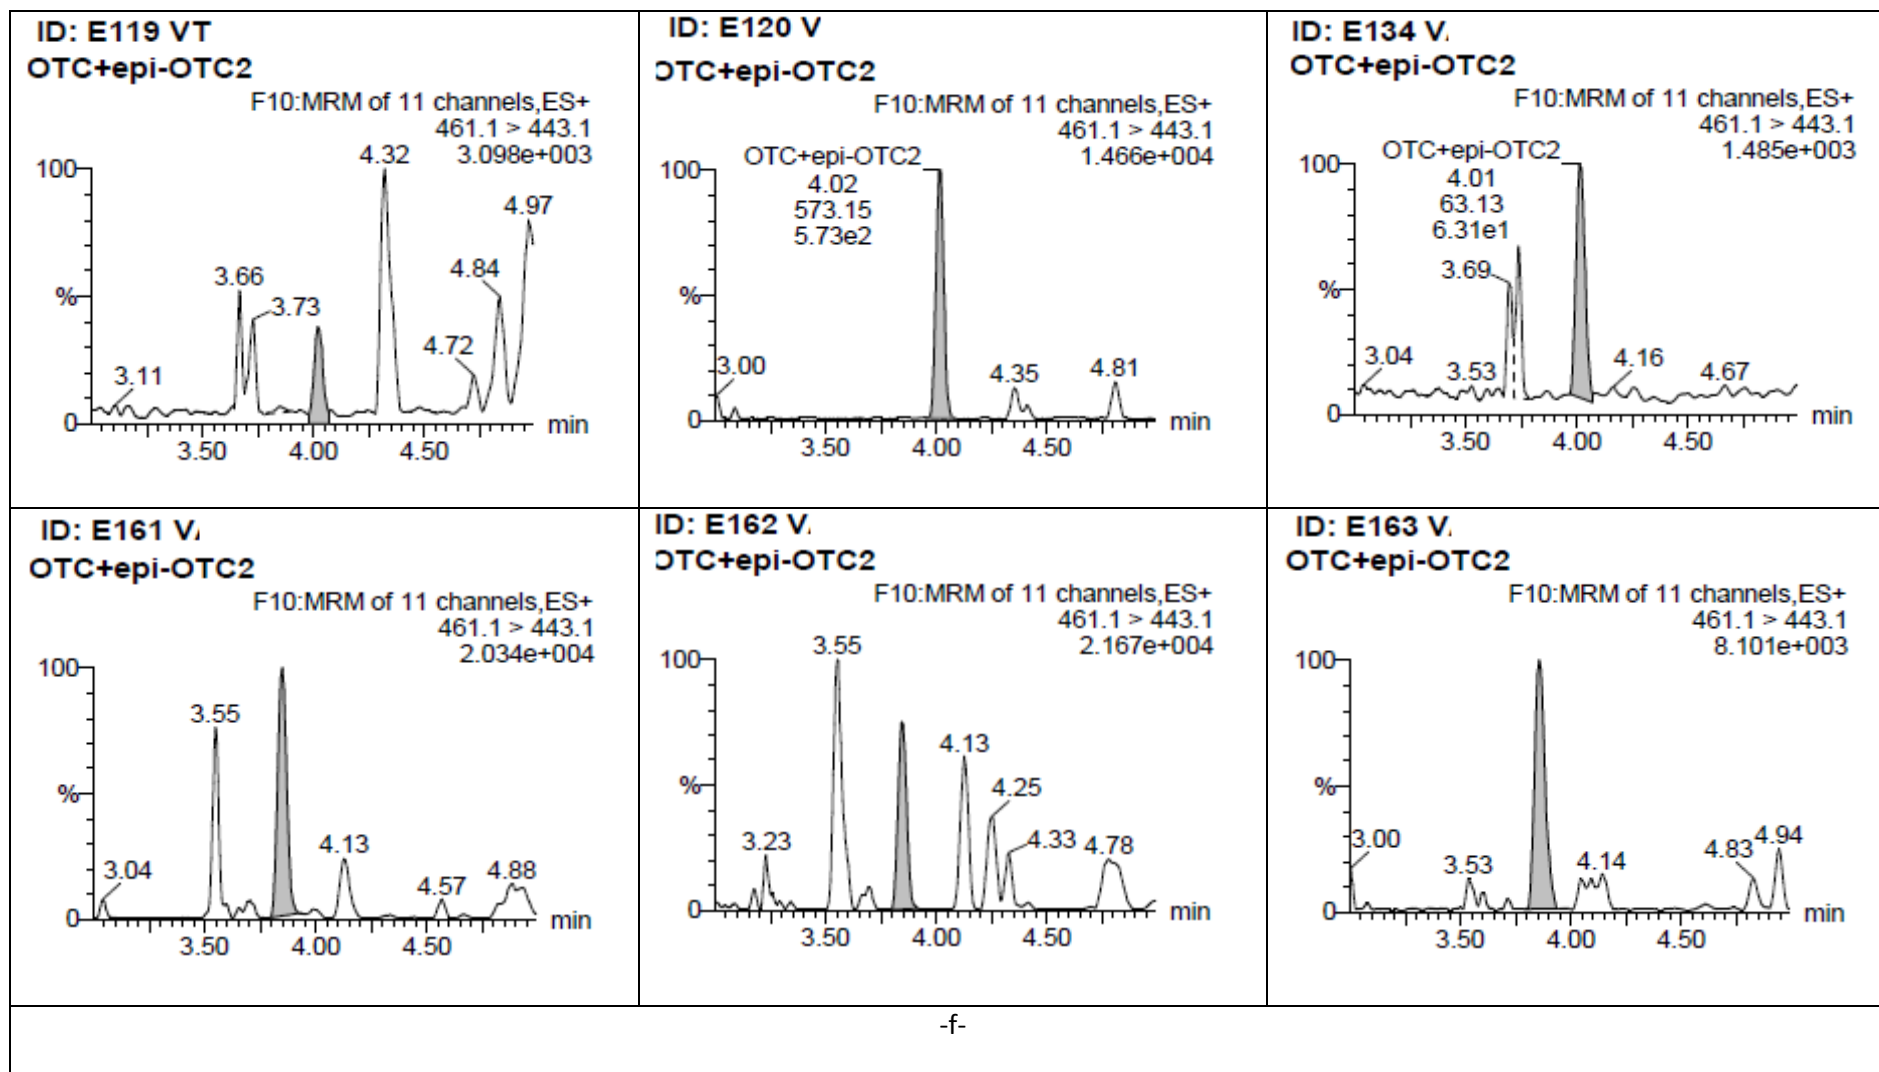 ID: E119 VT
OTC+epi-OTC2
F10:MRM of 11 channels,ES+
461.1 > 443.1
3.098e+003
100
%
0
3.11
3.66
3.73
4.32
4.72
4.84
4.97
3.50
4.00
4.50
min
ID: E120 V
OTC+epi-OTC2
F10:MRM of 11 channels,ES+
461.1 > 443.1
1.466e+004
OTC+epi-OTC2
4.02
573.15
5.73e2
100
%
0
3.00
4.35
4.81
3.50
4.00
4.50
min
ID: E134 V
OTC+epi-OTC2
F10:MRM of 11 channels,ES+
461.1 > 443.1
1.485e+003
OTC+epi-OTC2
4.01
63.13
6.31e1
100
%
0
3.04
3.53
3.69
4.16
4.67
3.50
4.00
4.50
min
ID: E161 V
OTC+epi-OTC2
F10:MRM of 11 channels,ES+
461.1 > 443.1
2.034e+004
100
%
0
3.04
3.55
4.13
4.57
4.88
3.50
4.00
4.50
min
ID: E162 V
OTC+epi-OTC2
F10:MRM of 11 channels,ES+
461.1 > 443.1
2.167e+004
100
%
0
3.23
3.55
4.13
4.25
4.33
4.78
3.50
4.00
4.50
min
ID: E163 V
OTC+epi-OTC2
F10:MRM of 11 channels,ES+
461.1 > 443.1
8.101e+003
100
%
0
3.00
3.53
4.14
4.83
4.94
3.50
4.00
4.50
min
-f-